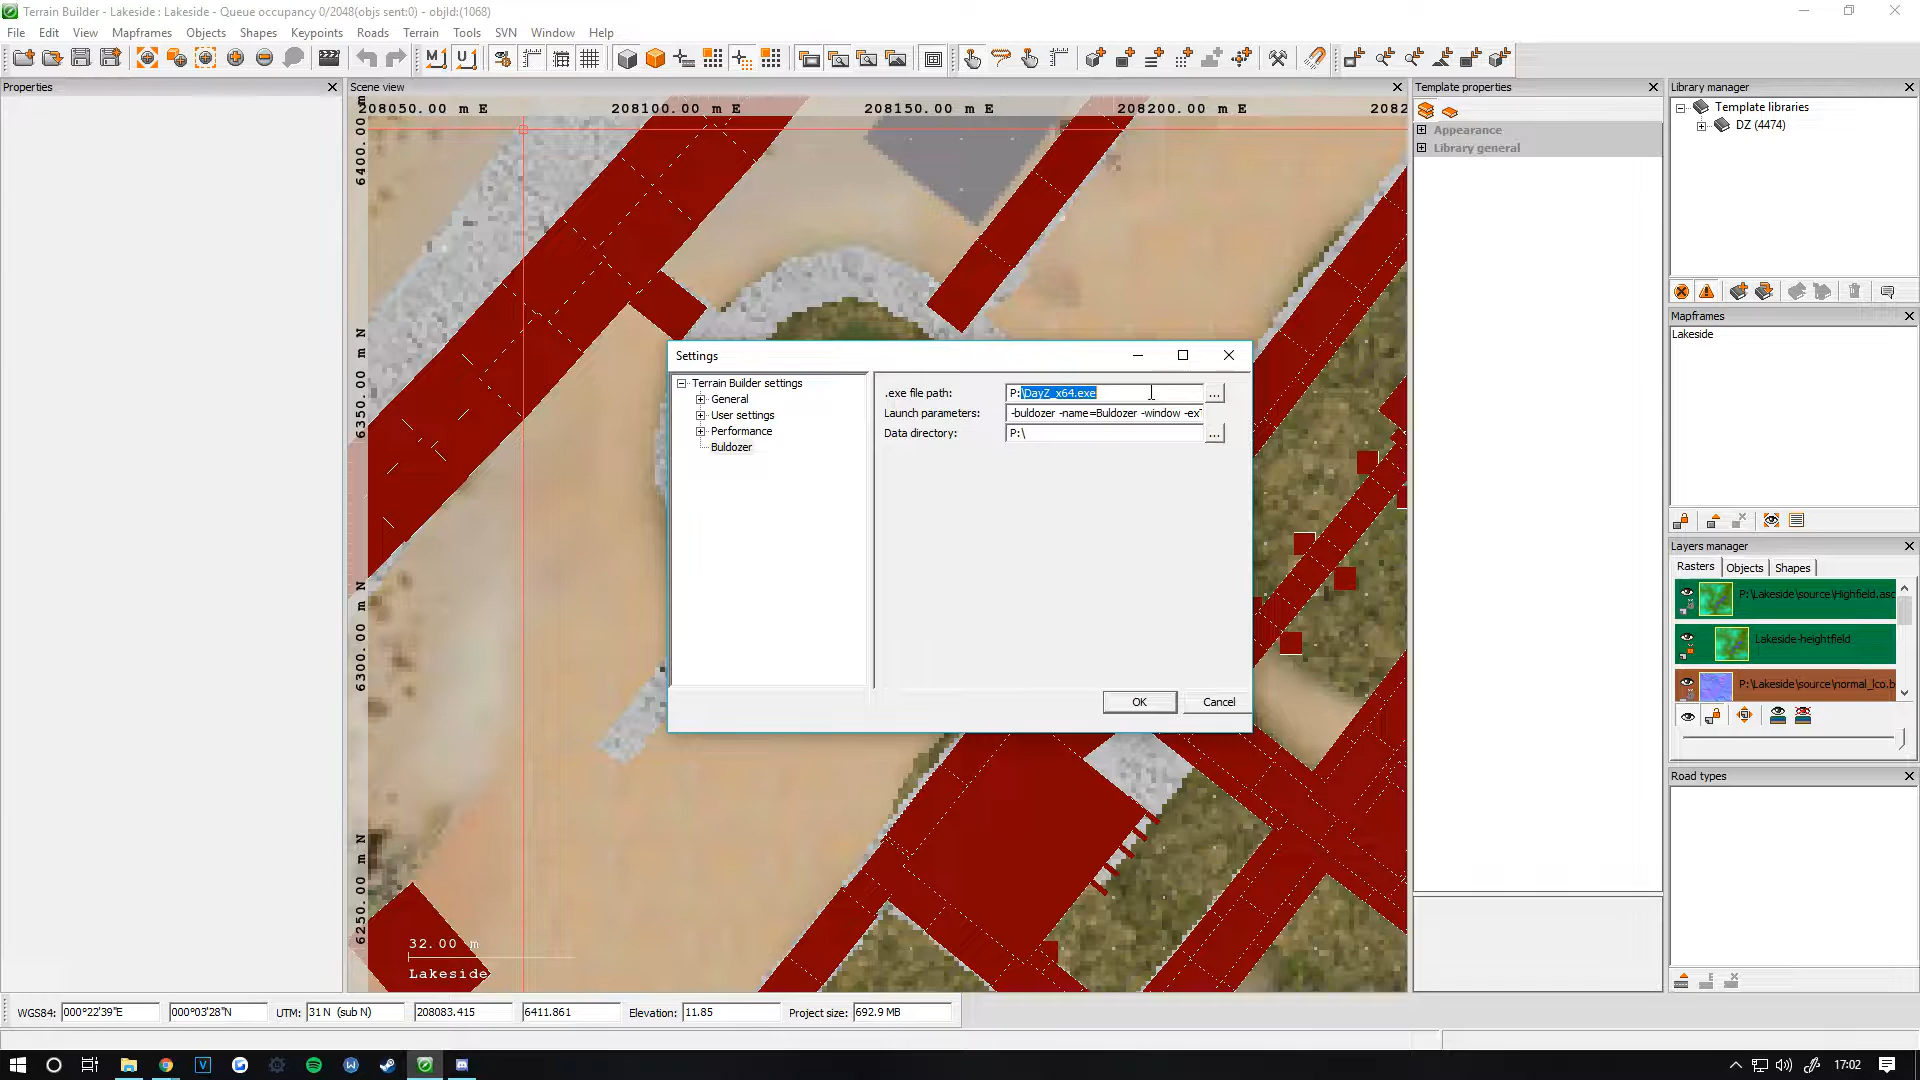 Terrain Builder - Lakeside : Lakeside - Queue occupancy 0/2048(objs sent:0) - objId:(1068)
File Edit View Mapframes Objects Shapes Keypoints Roads Terrain Tools SVN Window Help
Properties
Scene view
208050.00 m E 208100.00 m E 208150.00 m E 208200.00 m E 2082
6400.00 m
6350.00 m N
6300.00 m N
6250.00 m N
32.00 m
Lakeside
Settings
Terrain Builder settings
General
User settings
Performance
Buldozer
.exe file path: P:\DayZ_x64.exe ...
Launch parameters: -buldozer -name=Buldozer -window -exT
Data directory: P:\ ...
OK Cancel
Template properties
Appearance
Library general
Library manager
Template libraries
DZ (4474)
Mapframes
Lakeside
Layers manager
Rasters Objects Shapes
P:\Lakeside\source\Highfield.asc
Lakeside-heightfield
P:\Lakeside\source\normal_lco.b
Road types
WGS84: 000°22'39"E 000°03'28"N UTM: 31 N (sub N) 208083.415 6411.861 Elevation: 11.85 Project size: 692.9 MB
17:02